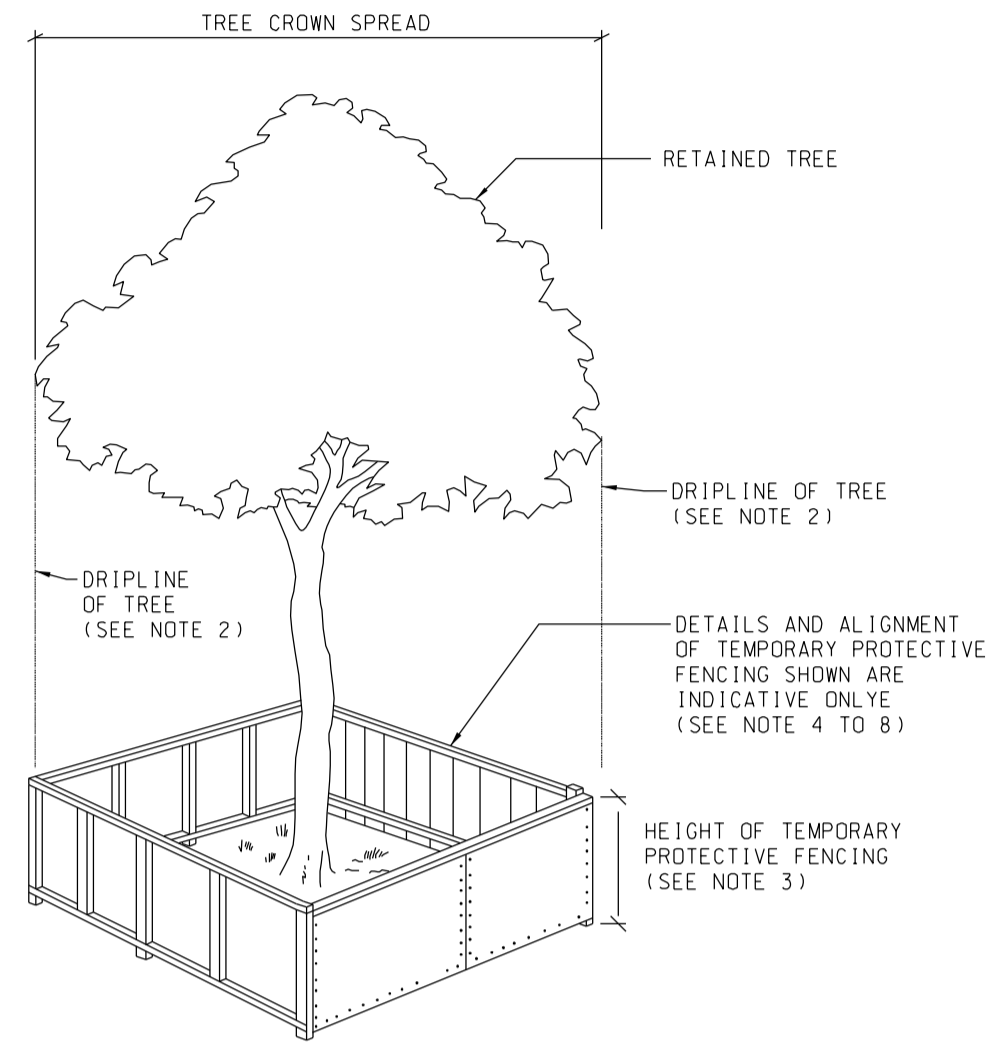 TREE CROWN SPREAD
RETAINED TREE
DRIPLINE OF TREE
(SEE NOTE 2)
DRIPLINE
OF TREE
(SEE NOTE 2)
DETAILS AND ALIGNMENT
OF TEMPORARY PROTECTIVE
FENCING SHOWN ARE
INDICATIVE ONLYE
(SEE NOTE 4 TO 8)
HEIGHT OF TEMPORARY
PROTECTIVE FENCING
(SEE NOTE 3)